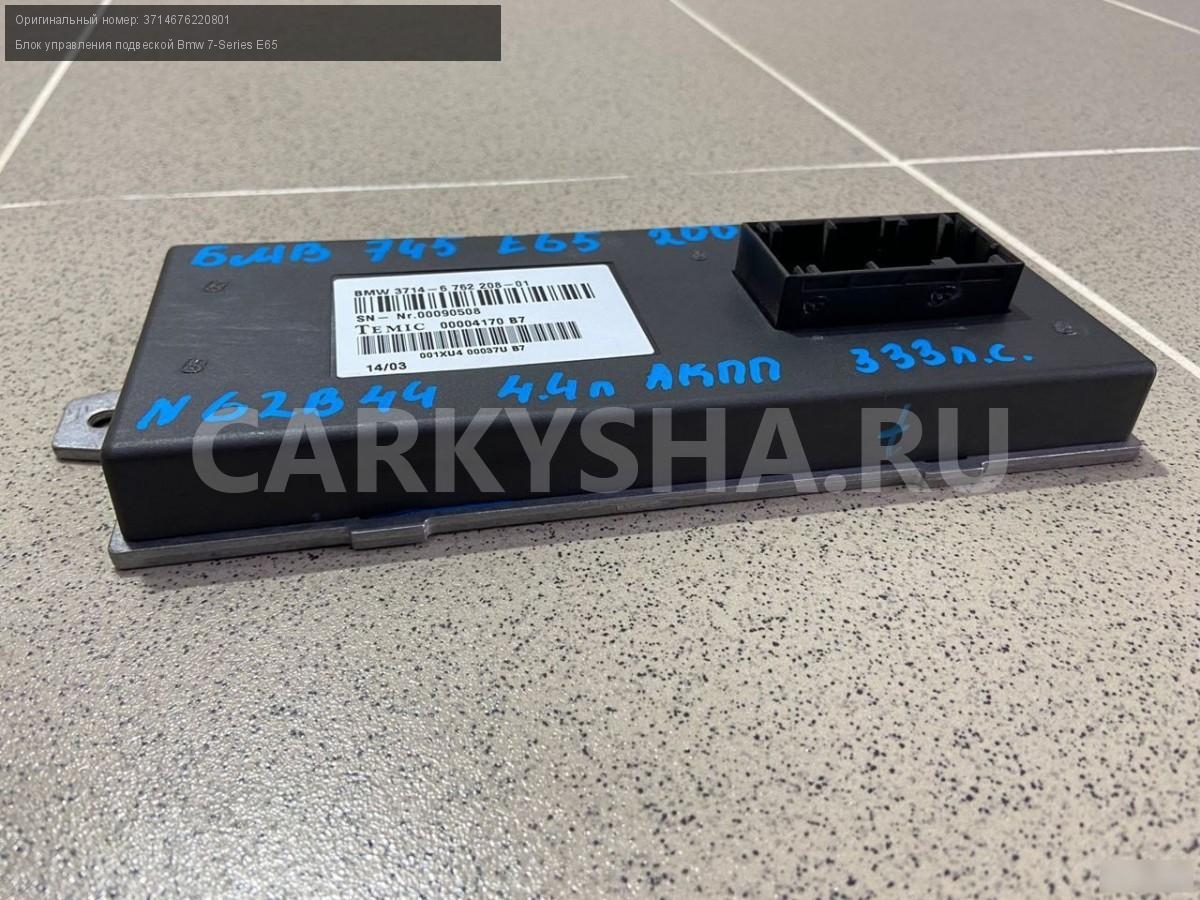 Оригинальный номер: 3714676220801
Блок управления подвеской Bmw 7-Series E65
БМВ 745 E65 200
BMW 3714-6 762 208-01
SN- Nr.00090508
TEMIC 00004170 B7
001XU4 00037U B7
14/03
N62B44 4.4л АКПП 333л.с.
CARKYSHA.RU